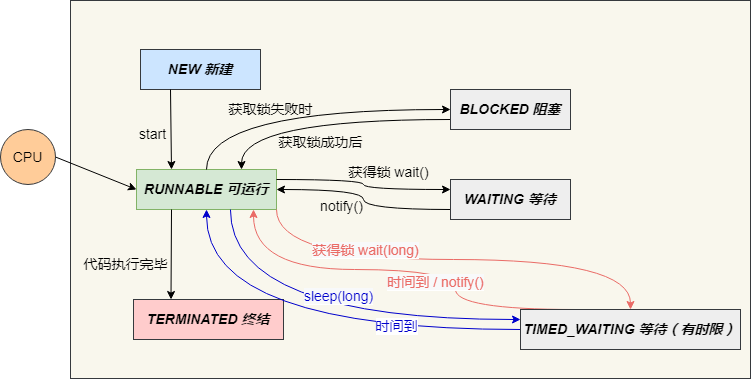 NEW 新建
获取锁失败时
BLOCKED 阻塞
start
获取锁成功后
CPU
获得锁 wait()
RUNNABLE 可运行
WAITING 等待
notify()
获得锁 wait(long)
代码执行完毕
时间到 / notify()
sleep(long)
TERMINATED 终结
时间到
TIMED_WAITING 等待（有时限）